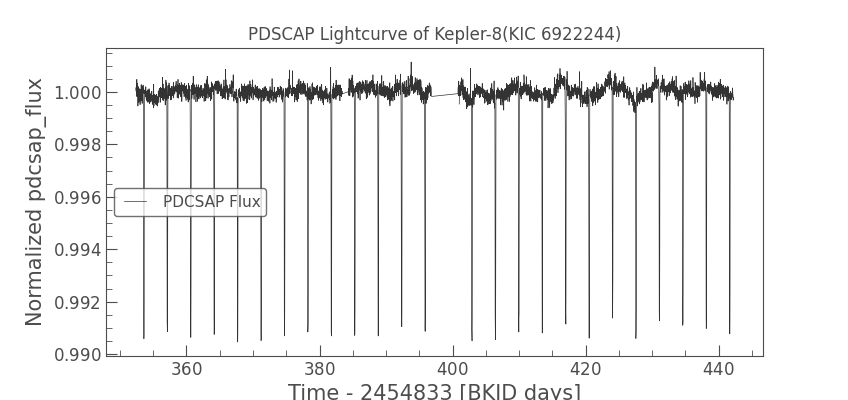 PDSCAP Lightcurve of Kepler-8(KIC 6922244)
Normalized pdcsap_flux
1.000
0.998
0.996
0.994
0.992
0.990
PDCSAP Flux
360
380
400
420
440
Time - 2454833 [BKJD days]